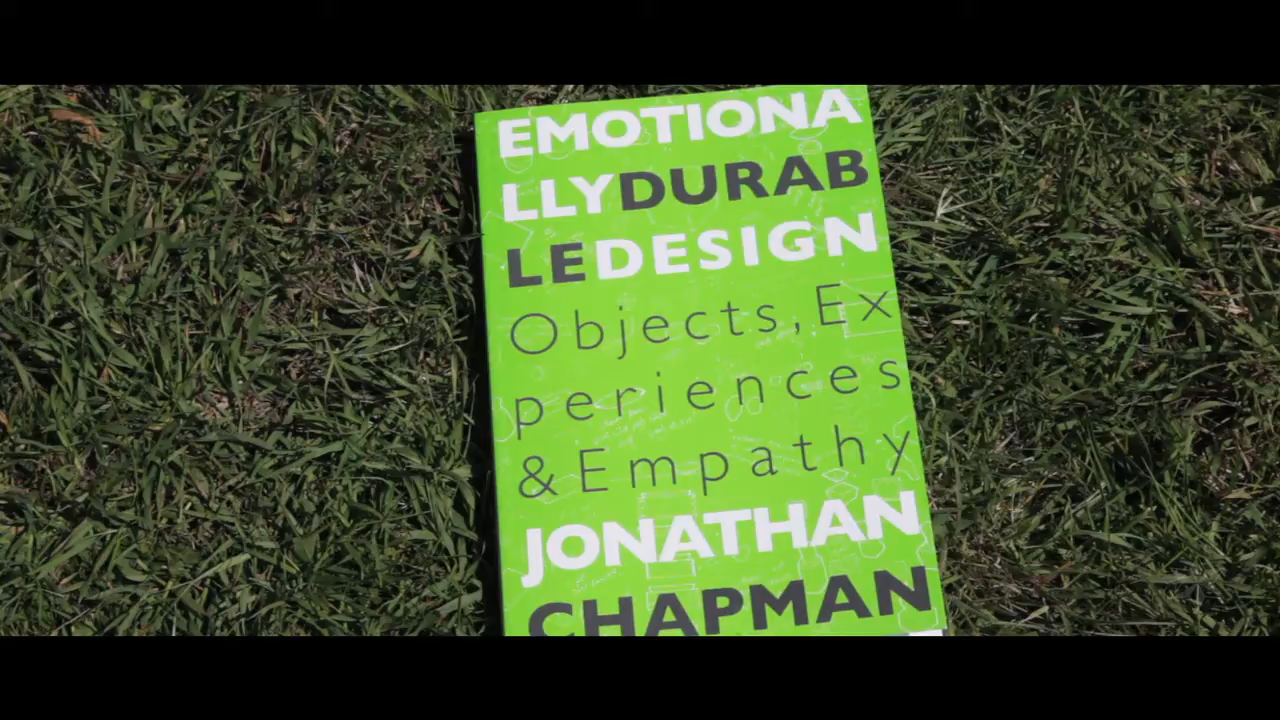 EMOTIONA
LLYDURAB
LEDESIGN
Objects, Ex
periences
& Empathy
JONATHAN
CHAPMAN